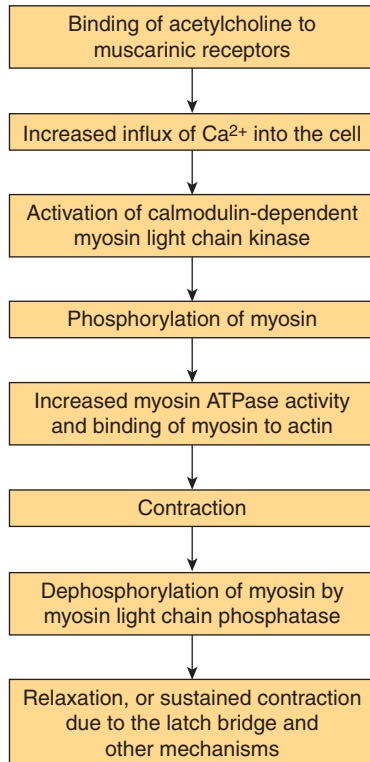 Binding of acetylcholine to
muscarinic receptors
Increased influx of Ca²⁺ into the cell
Activation of calmodulin-dependent
myosin light chain kinase
Phosphorylation of myosin
Increased myosin ATPase activity
and binding of myosin to actin
Contraction
Dephosphorylation of myosin by
myosin light chain phosphatase
Relaxation, or sustained contraction
due to the latch bridge and
other mechanisms